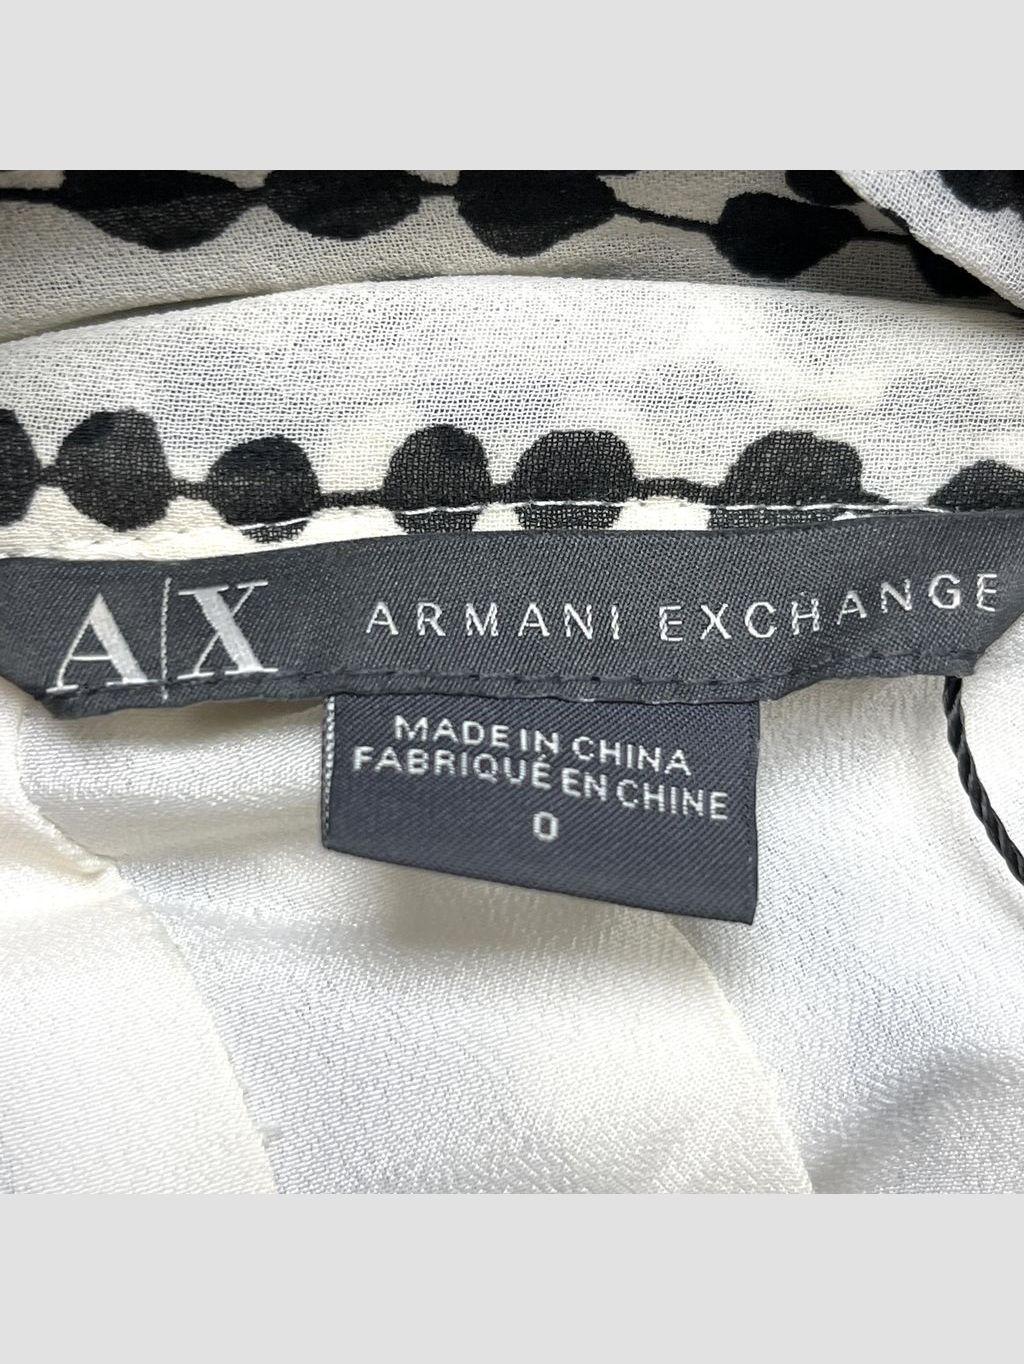 A|X ARMANI EXCHANGE
MADE IN CHINA
FABRIQUÉ EN CHINE
0